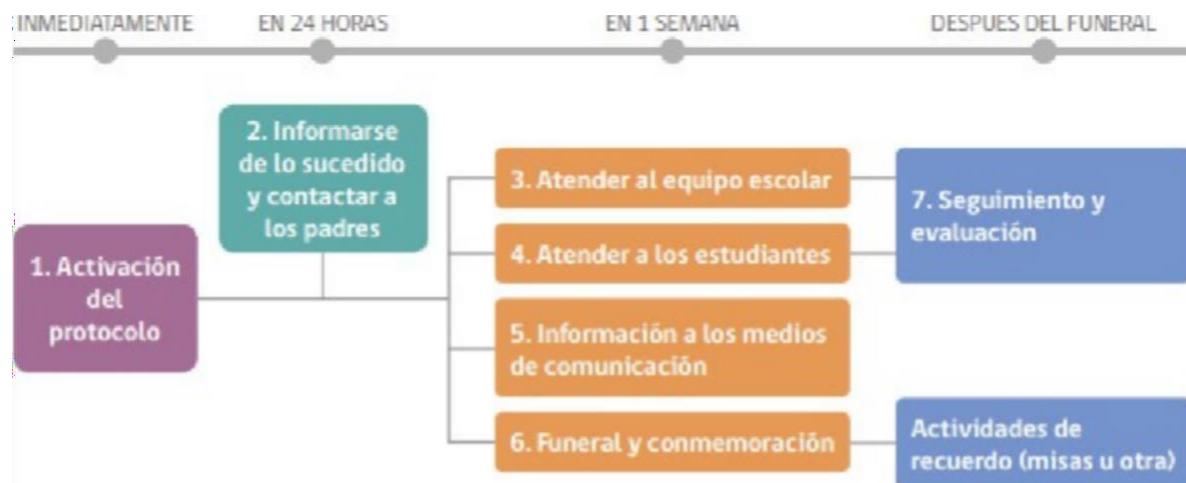 INMEDIATAMENTE
EN 24 HORAS
EN 1 SEMANA
DESPUES DEL FUNERAL
1. Activación
del
protocolo
2. Informarse
de lo sucedido
y contactar a
los padres
3. Atender al equipo escolar
4. Atender a los estudiantes
5. Información a los medios
de comunicación
6. Funeral y conmemoración
7. Seguimiento y
evaluación
Actividades de
recuerdo (misas u otra)